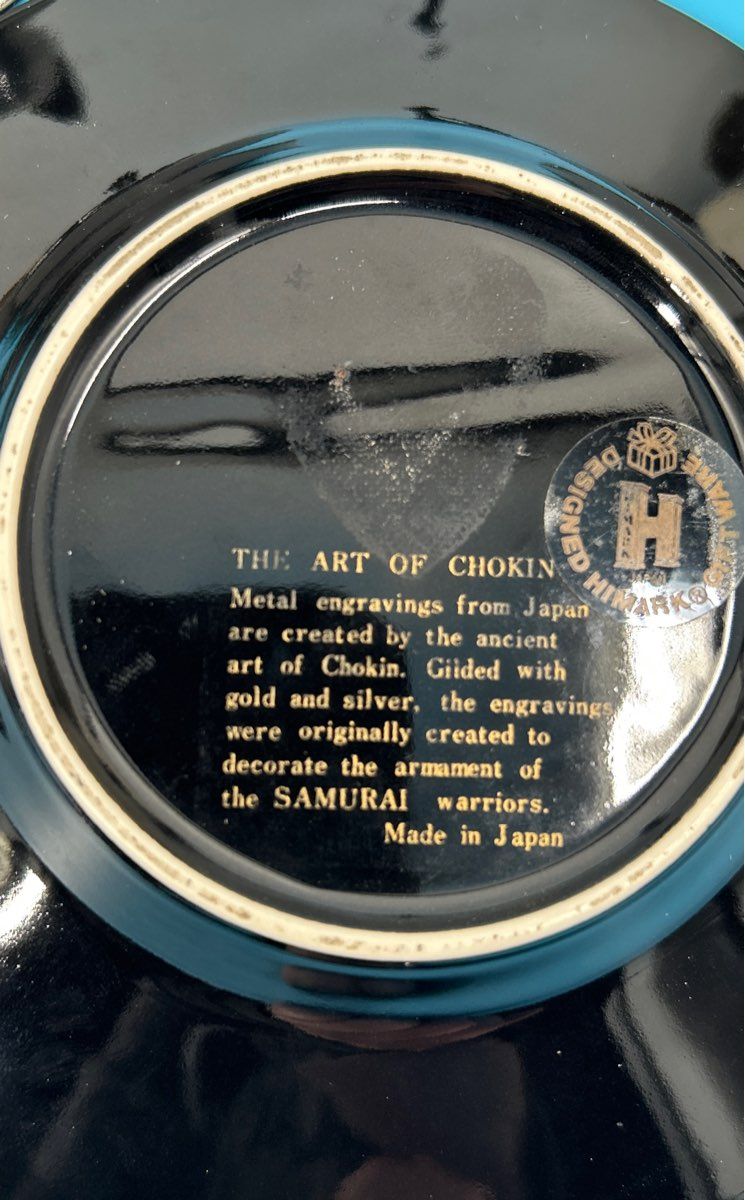 THE ART OF CHOKIN
Metal engravings from Japan
are created by the ancient
art of Chokin. Gilded with
gold and silver, the engravings
were originally created to
decorate the armament of
the SAMURAI warriors.
Made in Japan
DESIGNED GIFTWARE
H
HIMARK®